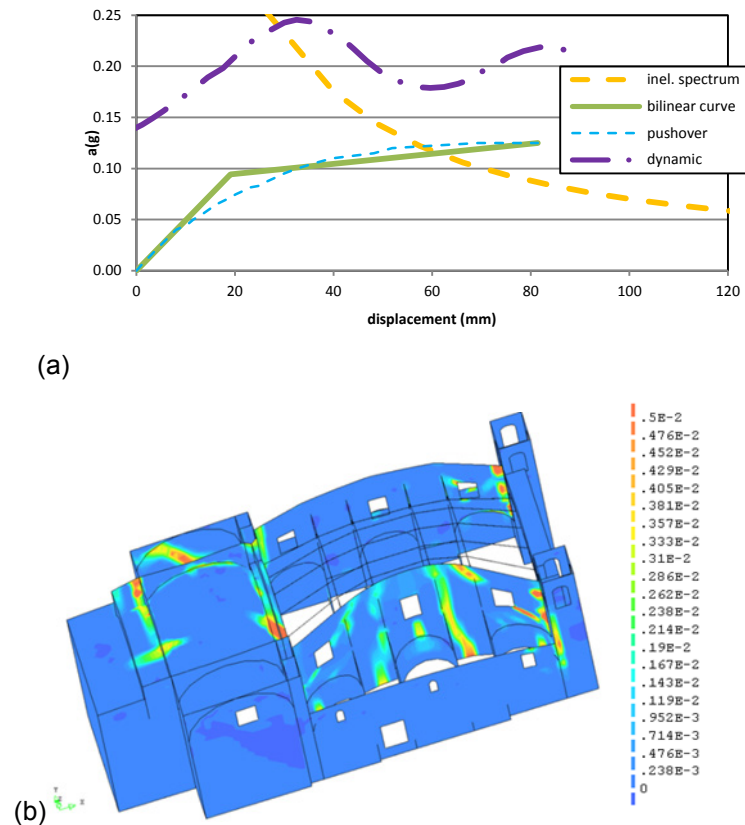 0.25
0.20
0.15
0.10
0.05
0.00
a(g)
0 20 40 60 80 100 120
displacement (mm)
inel. spectrum
bilinear curve
pushover
dynamic
(a)
.5E-2
.476E-2
.452E-2
.429E-2
.405E-2
.381E-2
.357E-2
.333E-2
.31E-2
.286E-2
.262E-2
.238E-2
.214E-2
.19E-2
.167E-2
.143E-2
.119E-2
.952E-3
.714E-3
.476E-3
.238E-3
0
(b)
Y
Z X